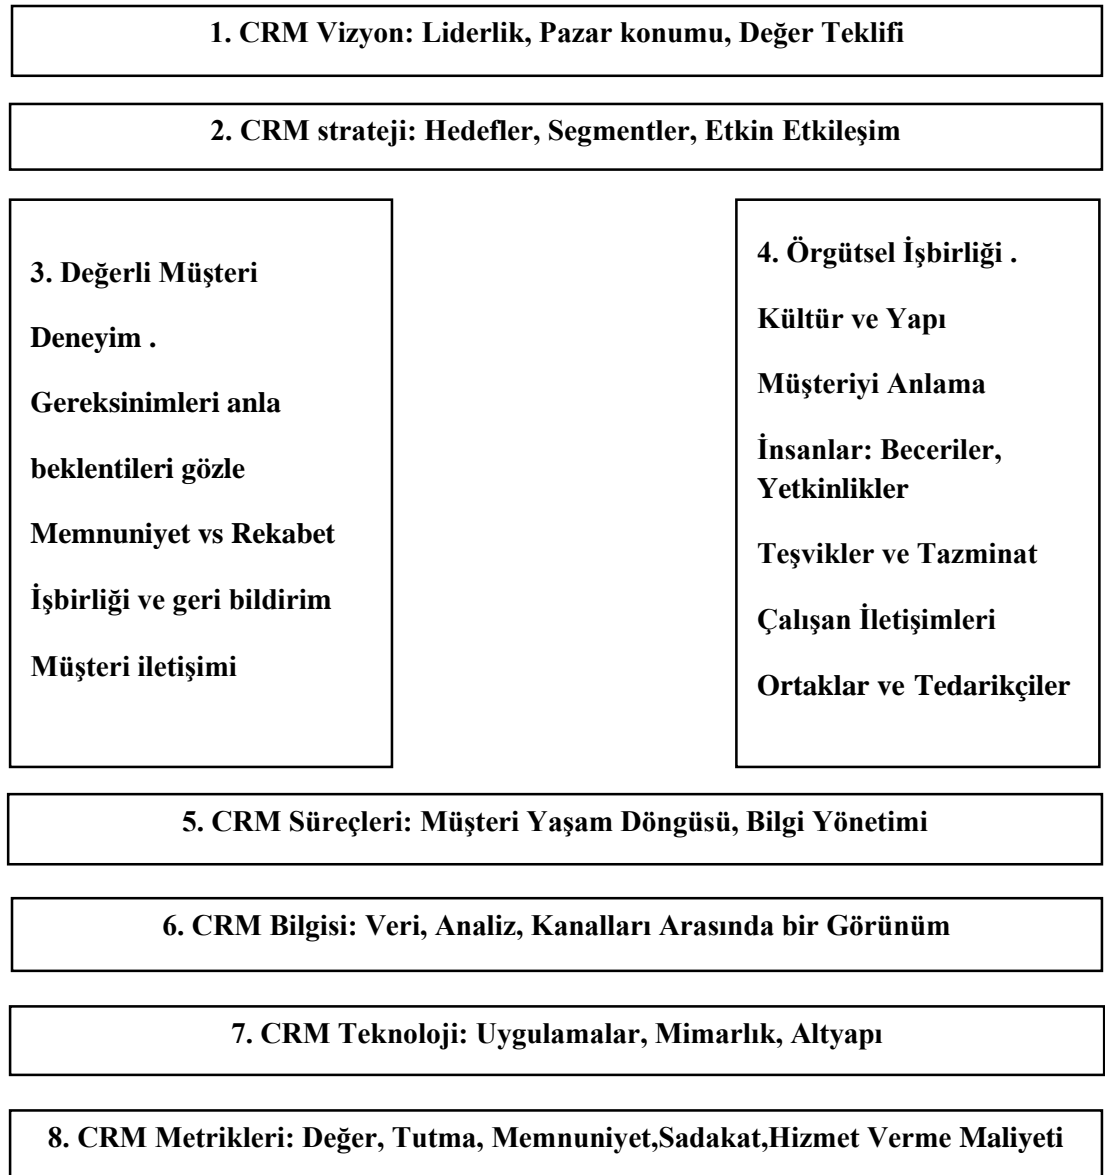 1. CRM Vizyon: Liderlik, Pazar konumu, Değer Teklifi
2. CRM strateji: Hedefler, Segmentler, Etkin Etkileşim
3. Değerli Müşteri
Deneyim .
Gereksinimleri anla
beklentileri gözle
Memnuniyet vs Rekabet
İşbirliği ve geri bildirim
Müşteri iletişimi
4. Örgütsel İşbirliği .
Kültür ve Yapı
Müşteriyi Anlama
İnsanlar: Beceriler,
Yetkinlikler
Teşvikler ve Tazminat
Çalışan İletişimleri
Ortaklar ve Tedarikçiler
5. CRM Süreçleri: Müşteri Yaşam Döngüsü, Bilgi Yönetimi
6. CRM Bilgisi: Veri, Analiz, Kanalları Arasında bir Görünüm
7. CRM Teknoloji: Uygulamalar, Mimarlık, Altyapı
8. CRM Metrikleri: Değer, Tutma, Memnuniyet,Sadakat,Hizmet Verme Maliyeti